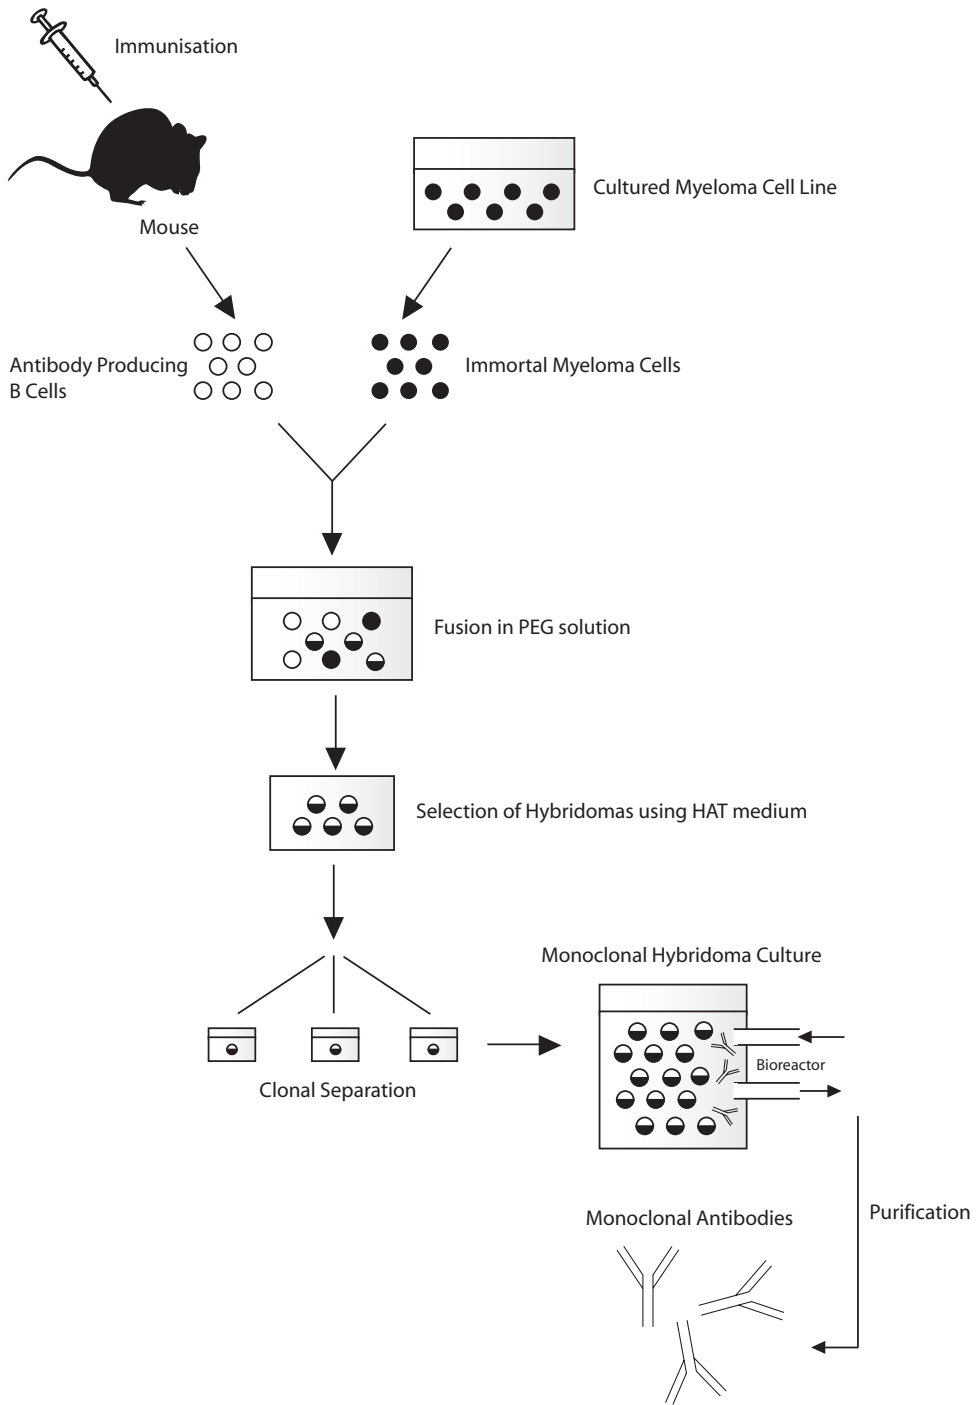 Immunisation
Cultured Myeloma Cell Line
Mouse
Antibody Producing
B Cells
Immortal Myeloma Cells
Fusion in PEG solution
Selection of Hybridomas using HAT medium
Monoclonal Hybridoma Culture
Bioreactor
Clonal Separation
Purification
Monoclonal Antibodies